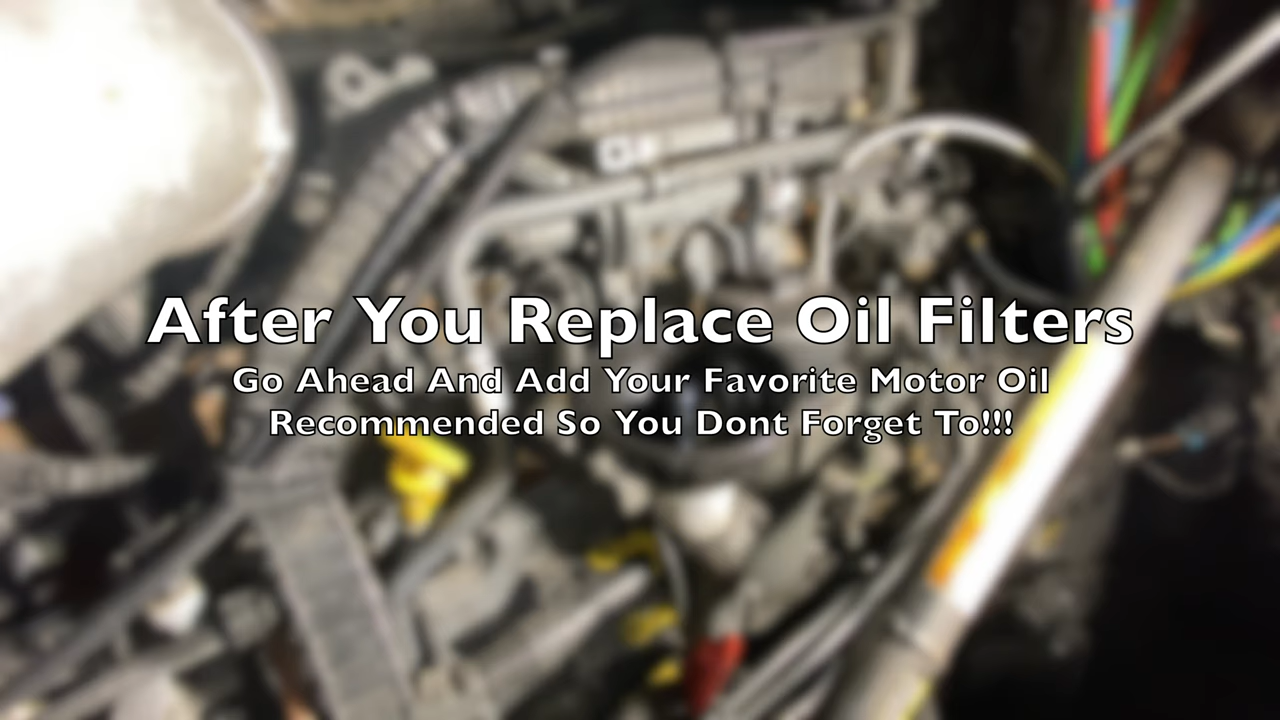 After You Replace Oil Filters
Go Ahead And Add Your Favorite Motor Oil
Recommended So You Dont Forget To!!!